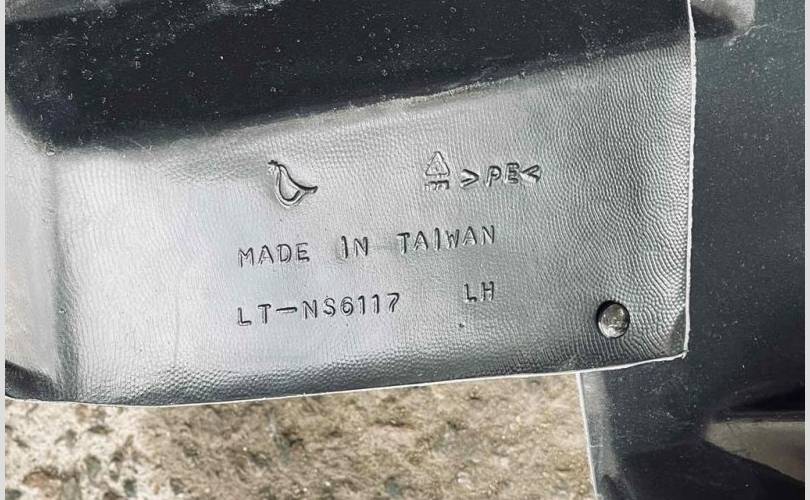 >PE<
MADE IN TAIWAN
LT-NS6117 LH